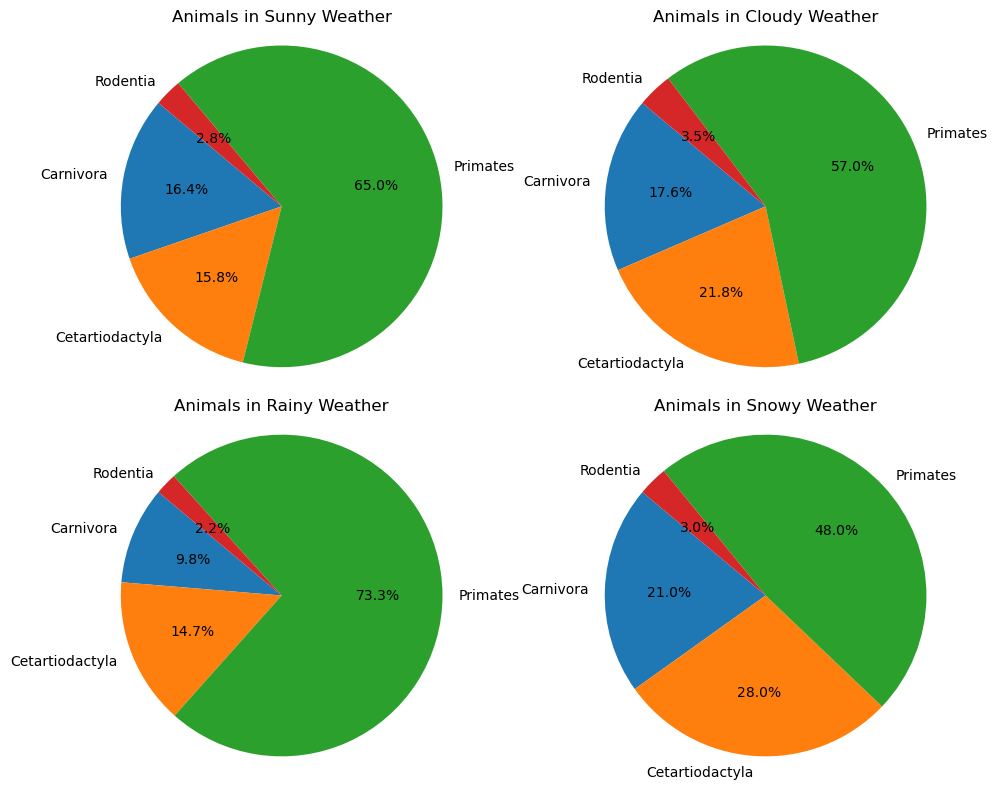 Animals in Sunny Weather
Rodentia
2.8%
Carnivora
16.4%
Primates
65.0%
15.8%
Cetartiodactyla
Animals in Cloudy Weather
Rodentia
3.5%
Primates
57.0%
Carnivora
17.6%
21.8%
Cetartiodactyla
Animals in Rainy Weather
Rodentia
2.2%
Carnivora
9.8%
Primates
73.3%
14.7%
Cetartiodactyla
Animals in Snowy Weather
Rodentia
3.0%
Primates
48.0%
Carnivora
21.0%
28.0%
Cetartiodactyla